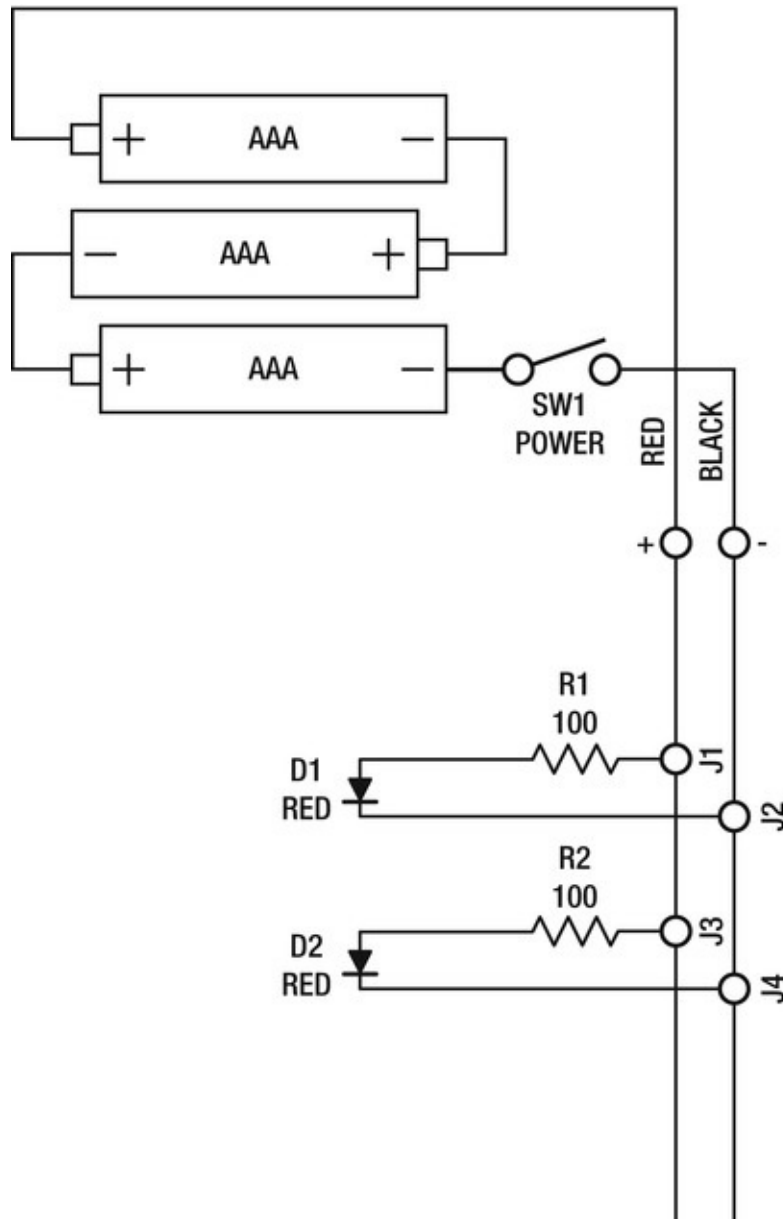 + AAA −
− AAA +
+ AAA −
SW1
POWER
RED
BLACK
+
-
R1
100
J1
D1
RED
J2
R2
100
J3
D2
RED
J4